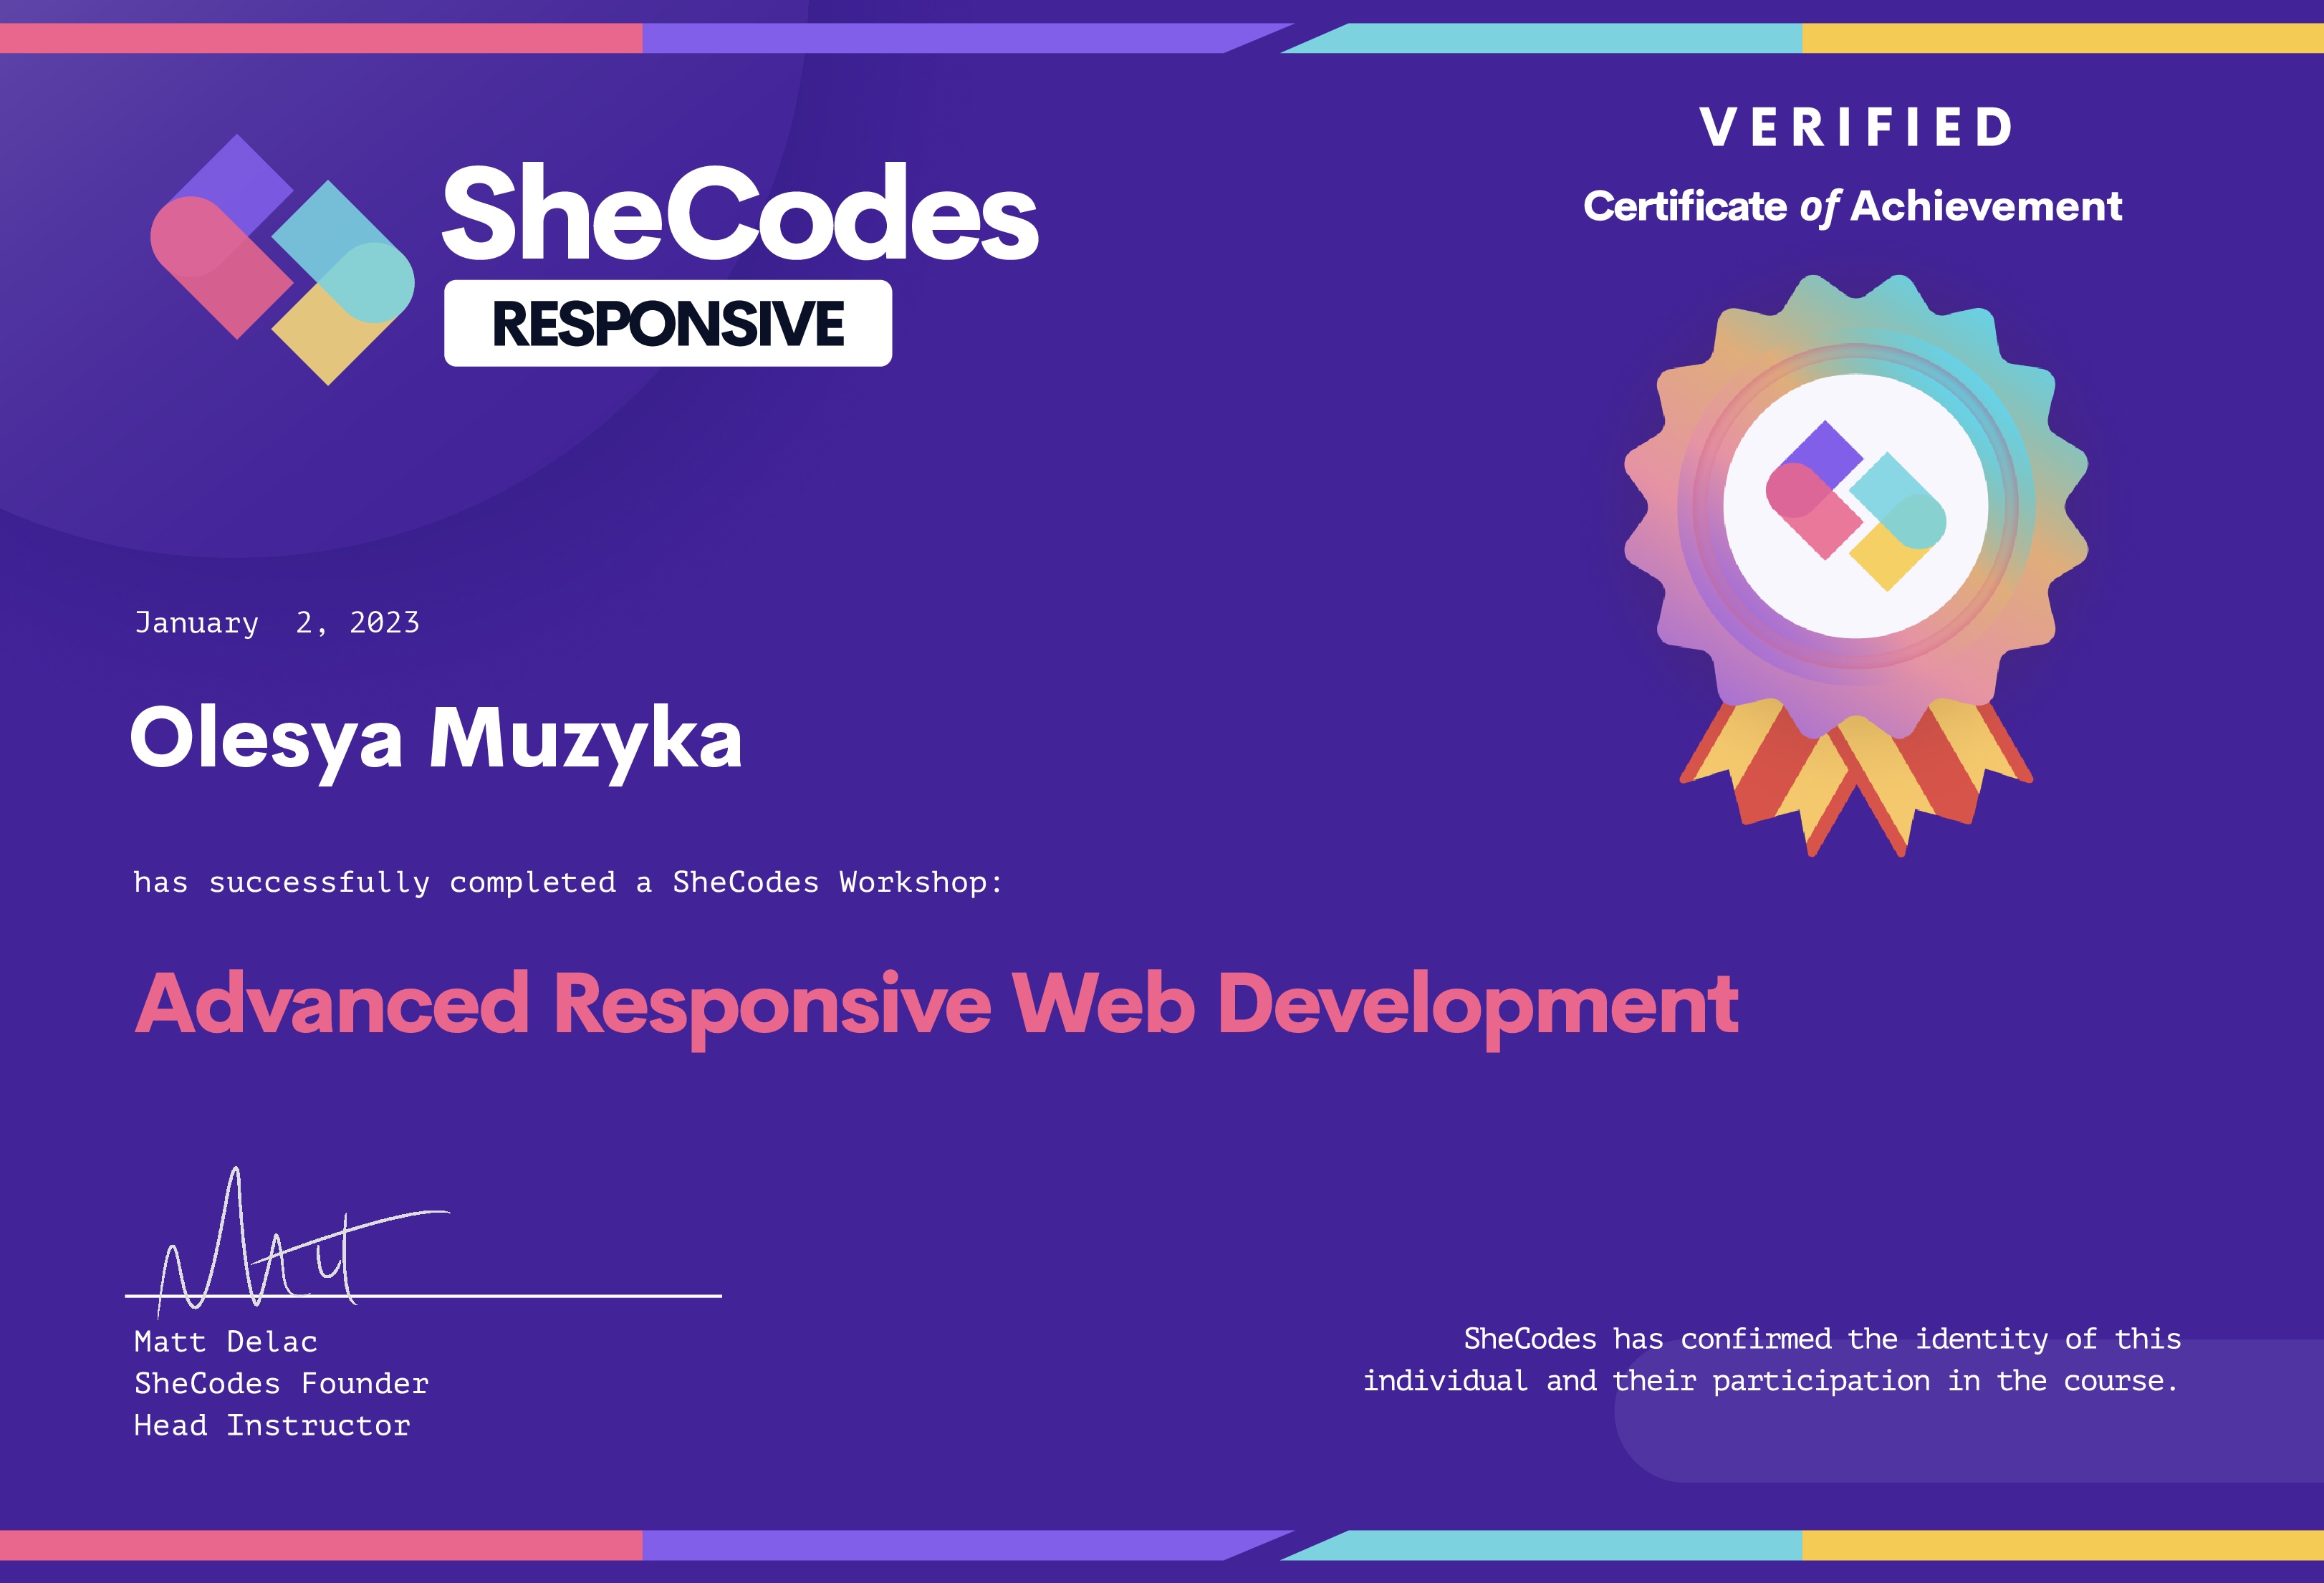 SheCodes
RESPONSIVE
VERIFIED
Certificate of Achievement
January  2, 2023
Olesya Muzyka
has successfully completed a SheCodes Workshop:
Advanced Responsive Web Development
Matt
Matt Delac
SheCodes Founder
Head Instructor
SheCodes has confirmed the identity of this
individual and their participation in the course.